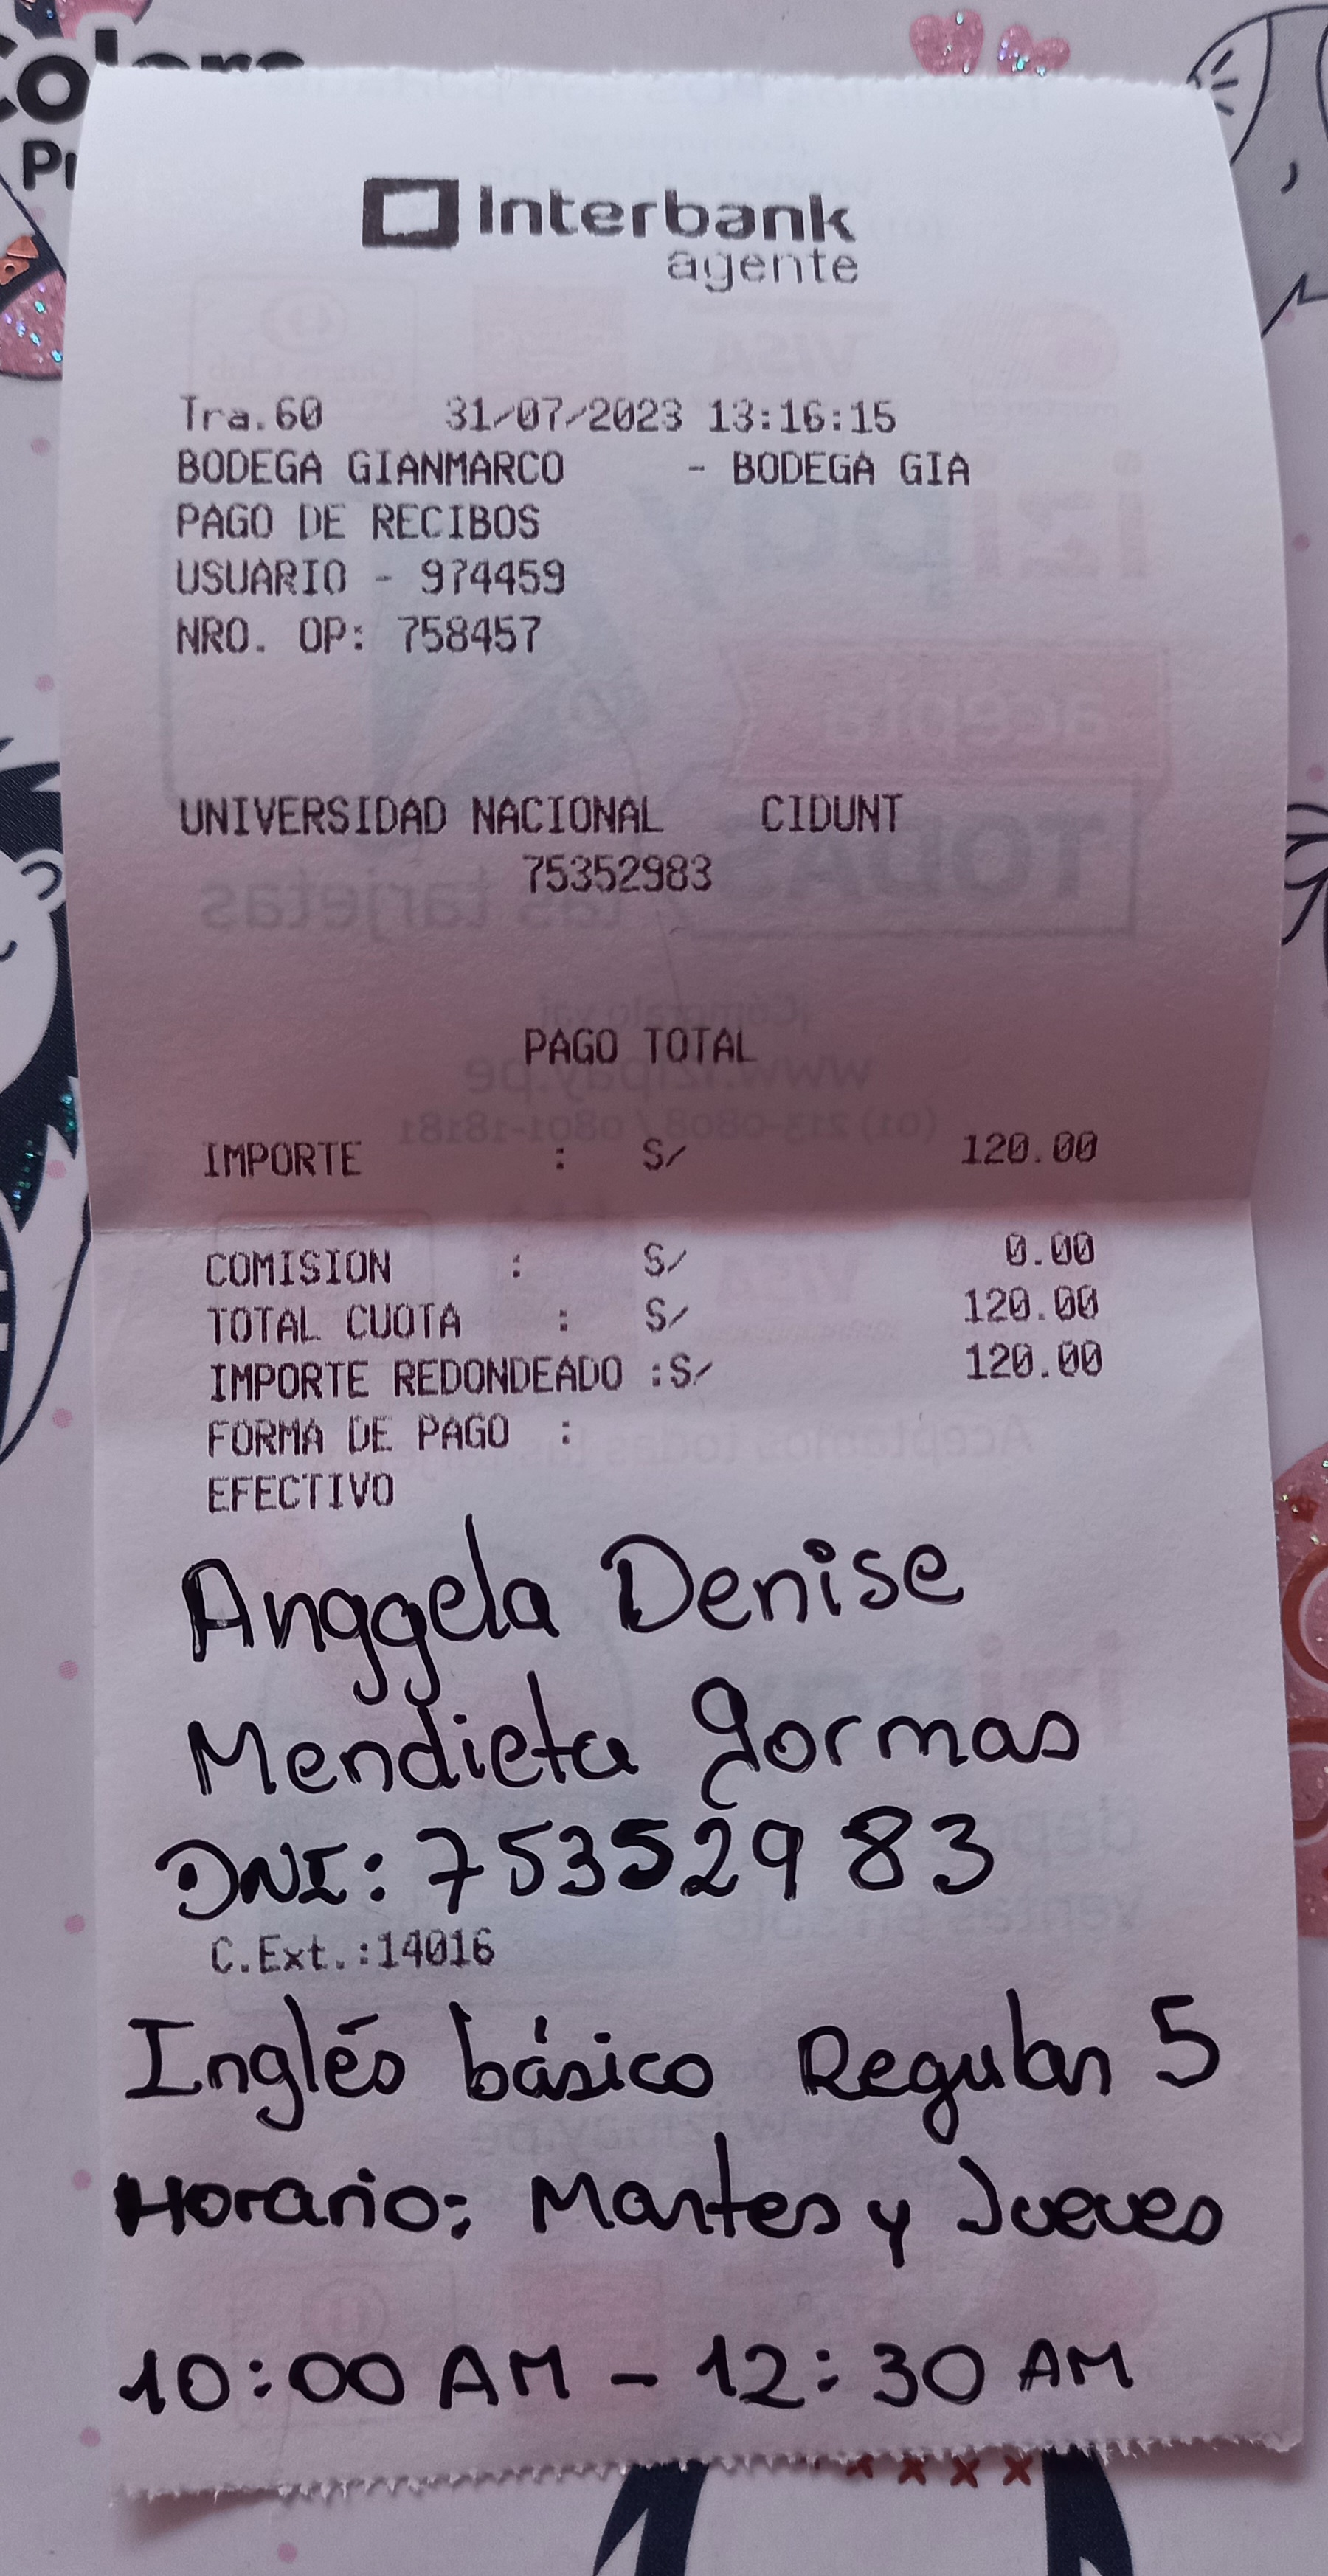 Colors
interbank
agente
Tra.60 31/07/2023 13:16:15
BODEGA GIANMARCO - BODEGA GIA
PAGO DE RECIBOS
USUARIO - 974459
NRO. OP: 758457
UNIVERSIDAD NACIONAL CIDUNT
75352983
PAGO TOTAL
IMPORTE : S/ 120.00
COMISION : S/ 0.00
TOTAL CUOTA : S/ 120.00
IMPORTE REDONDEADO :S/ 120.00
FORMA DE PAGO :
EFECTIVO
Anggela Denise
Mendieta Gormas
DNI: 75352983
C.Ext.:14016
Inglés básico Regular 5
Horario: Martes y Jueves
10:00 AM - 12:30 AM